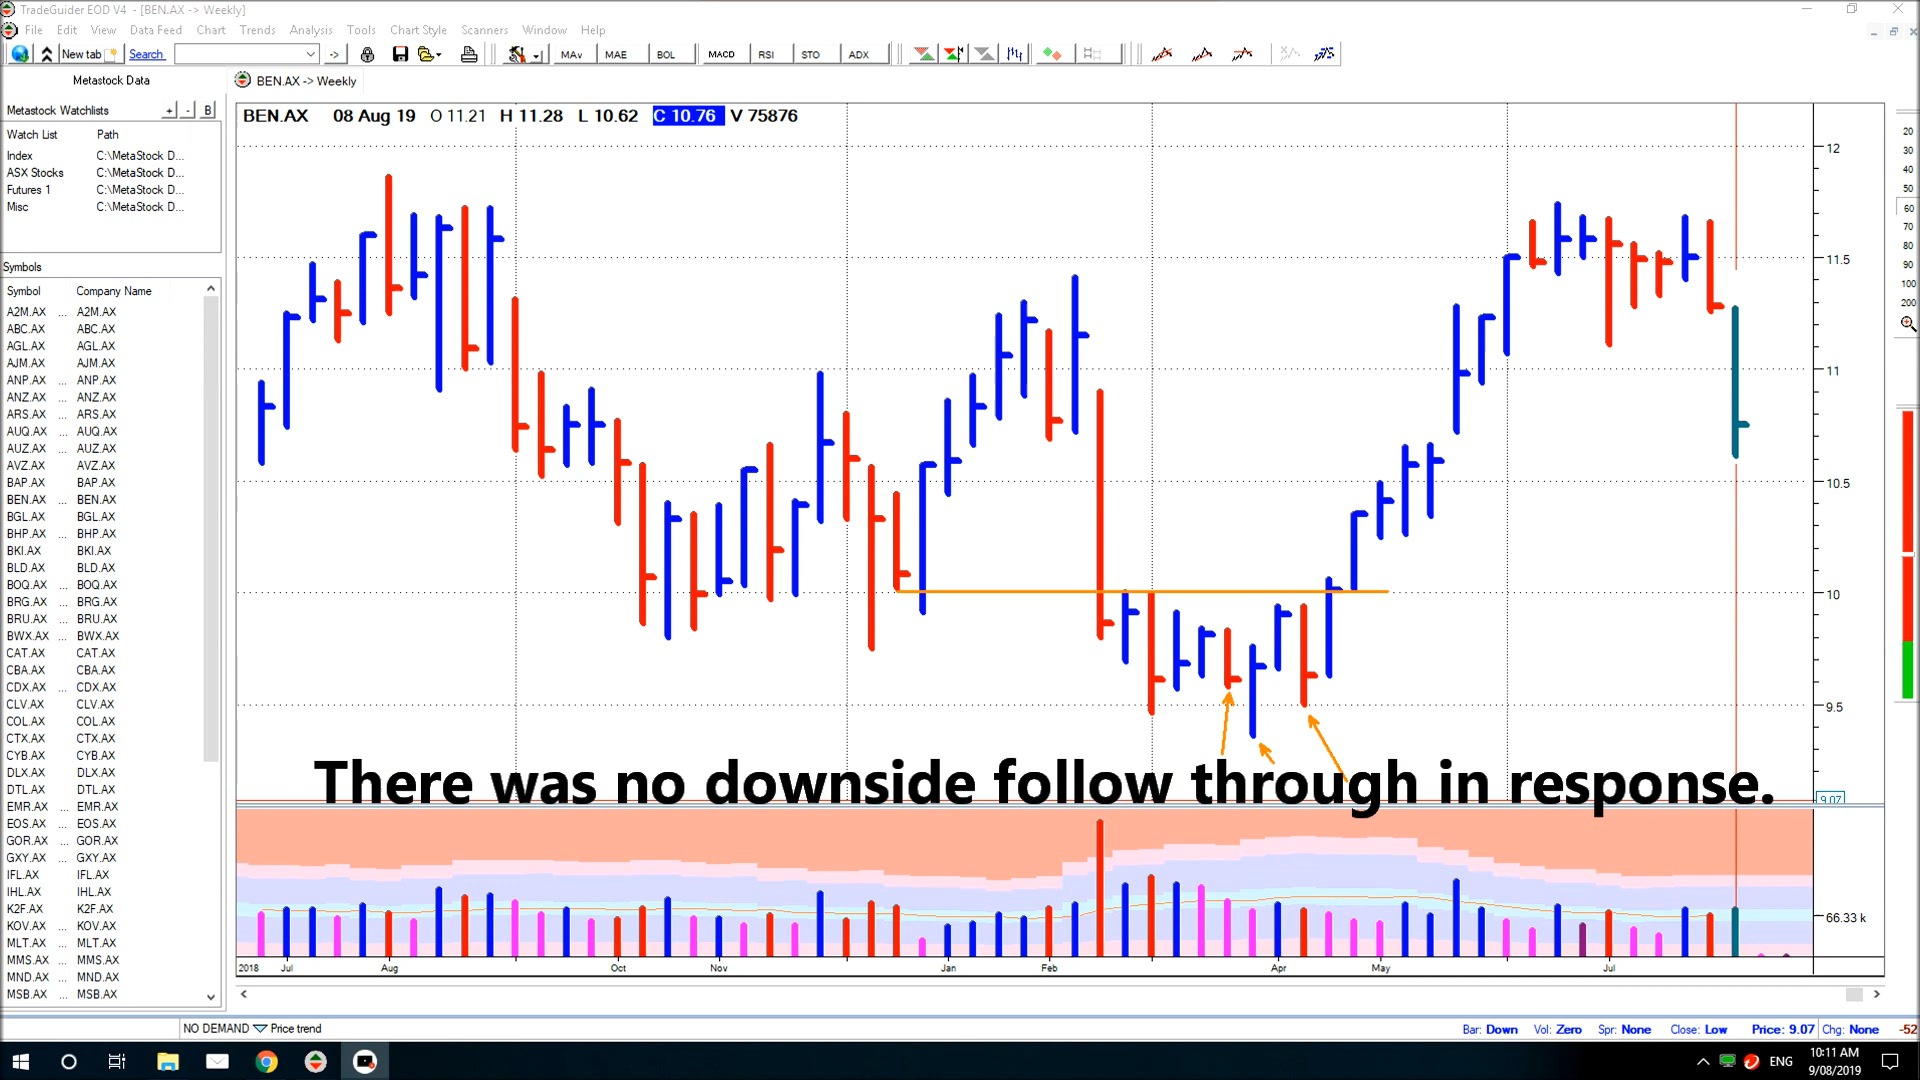 TradeGuider EOD V4 - [BEN.AX -> Weekly]
File Edit View Data Feed Chart Trends Analysis Tools Chart Style Scanners Window Help
New tab Search -> MAv MAE BOL MACD RSI STO ADX
Metastock Data
BEN.AX -> Weekly
Metastock Watchlists + - B
BEN.AX 08 Aug 19 O 11.21 H 11.28 L 10.62 C 10.76 V 75876
Watch List Path
Index C:\MetaStock D...
ASX Stocks C:\MetaStock D...
Futures 1 C:\MetaStock D...
Misc C:\MetaStock D...
Symbols
Symbol Company Name
A2M.AX ... A2M.AX
ABC.AX ABC.AX
AGL.AX AGL.AX
AJM.AX AJM.AX
ANP.AX ... ANP.AX
ANZ.AX ... ANZ.AX
ARS.AX ... ARS.AX
AUQ.AX ... AUQ.AX
AUZ.AX ... AUZ.AX
AVZ.AX AVZ.AX
BAP.AX BAP.AX
BEN.AX ... BEN.AX
BGL.AX BGL.AX
BHP.AX ... BHP.AX
BKI.AX BKI.AX
BLD.AX BLD.AX
BOQ.AX ... BOQ.AX
BRG.AX ... BRG.AX
BRU.AX ... BRU.AX
BWX.AX ... BWX.AX
CAT.AX CAT.AX
CBA.AX CBA.AX
CDX.AX ... CDX.AX
CLV.AX CLV.AX
COL.AX COL.AX
CTX.AX CTX.AX
CYB.AX CYB.AX
DLX.AX DLX.AX
DTL.AX DTL.AX
EMR.AX ... EMR.AX
EOS.AX ... EOS.AX
GOR.AX ... GOR.AX
GXY.AX ... GXY.AX
IFL.AX IFL.AX
IHL.AX IHL.AX
K2F.AX ... K2F.AX
KOV.AX ... KOV.AX
MLT.AX ... MLT.AX
MMS.AX ... MMS.AX
MND.AX ... MND.AX
MSB.AX ... MSB.AX
12
11.5
11
10.5
10
9.5
9.07
There was no downside follow through in response.
66.33 k
2018 Jul Aug Oct Nov Jan Feb Apr May Jul
20
30
40
50
60
70
80
90
100
200
NO DEMAND Price trend
Bar: Down Vol: Zero Spr: None Close: Low Price: 9.07 Chg: None -52
ENG
10:11 AM
9/08/2019